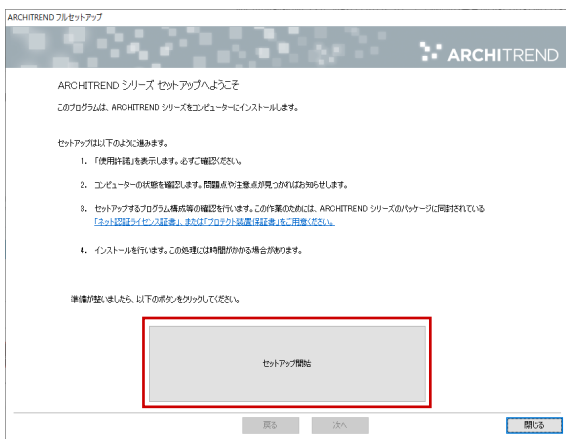 ARCHITREND フルセットアップ
ARCHITREND
ARCHITREND シリーズ セットアップへようこそ
このプログラムは、ARCHITREND シリーズをコンピューターにインストールします。
セットアップは以下のように進みます。
1. 「使用許諾」を表示します。必ずご確認ください。
2. コンピューターの状態を確認します。問題点や注意点が見つかればお知らせします。
3. セットアップするプログラム構成等の確認を行います。この作業のためには、ARCHITREND シリーズのパッケージに同封されている
「ネット認証ライセンス証書」、または「プロテクト装置保証書」をご用意ください。
4. インストールを行います。この処理には時間がかかる場合があります。
準備が整いましたら、以下のボタンをクリックしてください。
セットアップ開始
戻る 次へ 閉じる